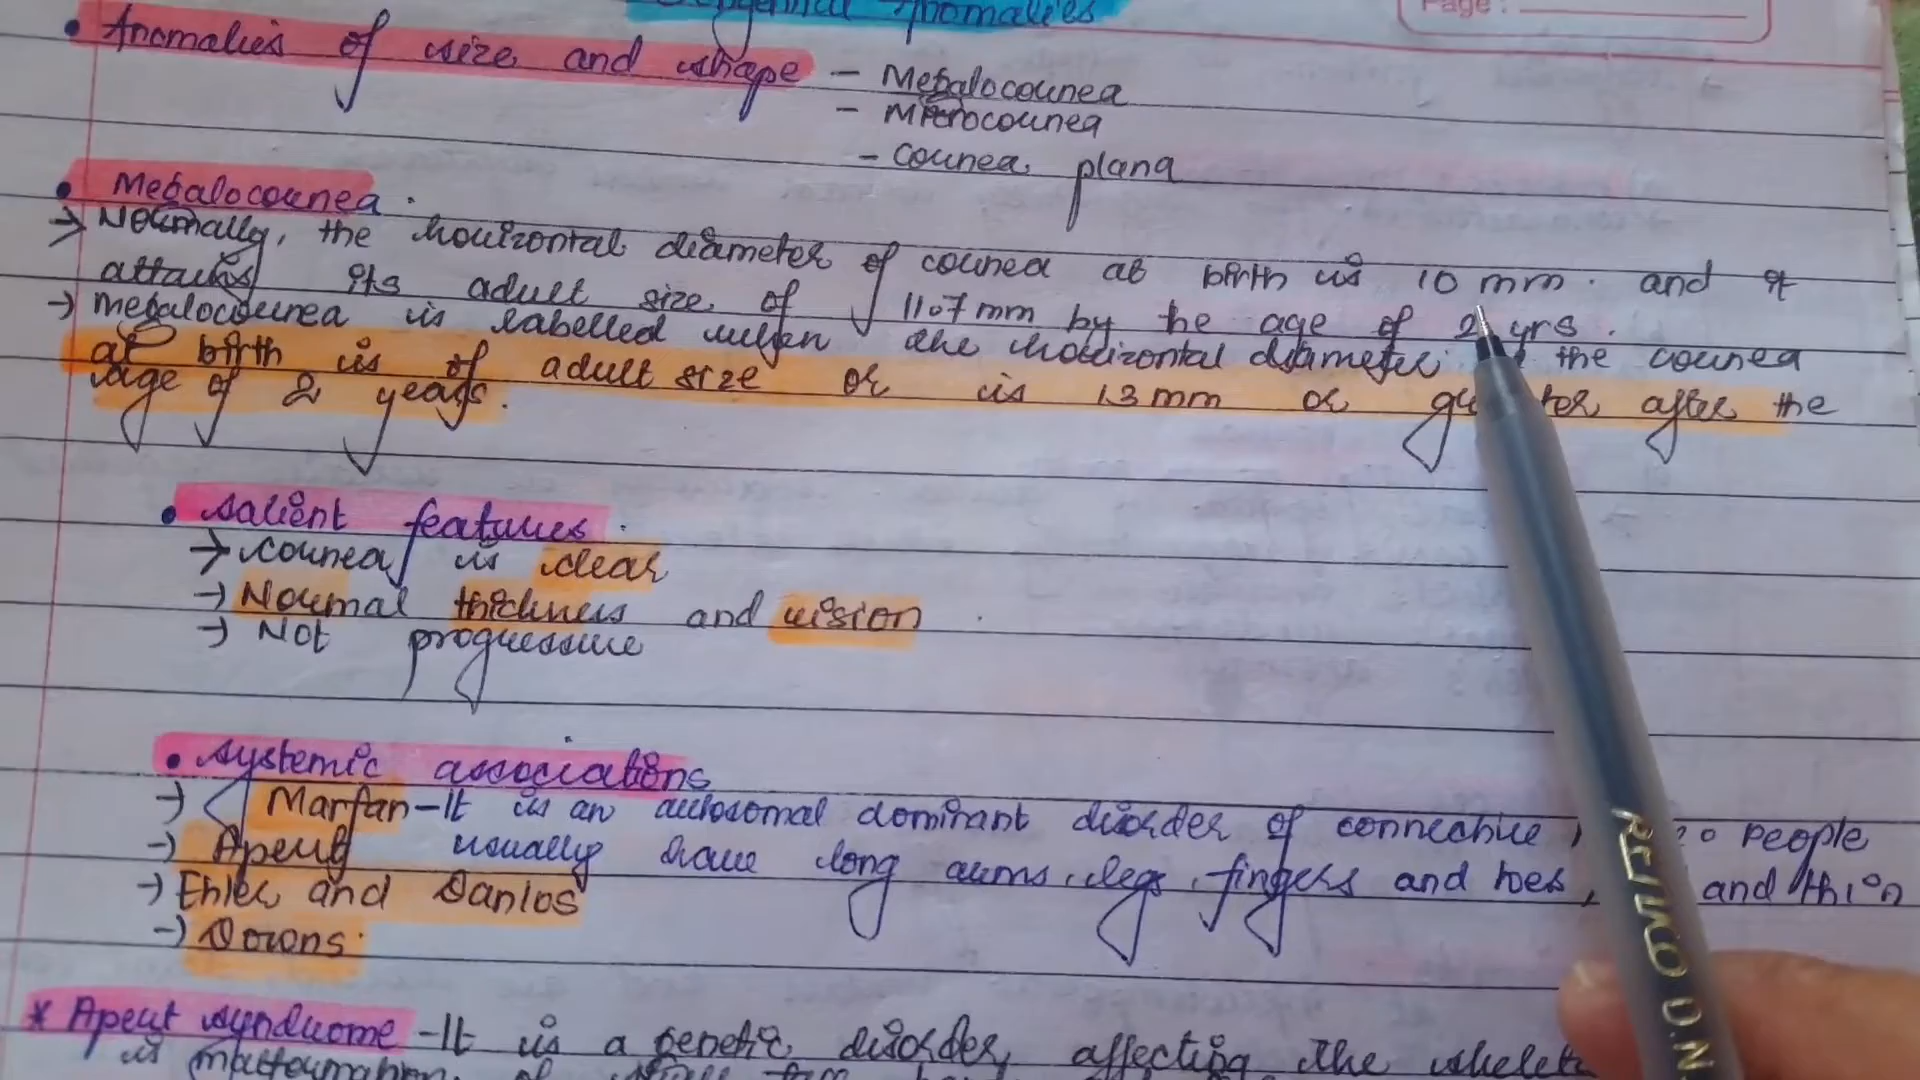 Congenital Anomalies
Page :
• Anomalies of size and shape – Megalocornea
– Microcornea
– cornea plana
• Megalocornea.
→ Normally, the horizontal diameter of cornea at birth is 10 mm. and it
attains its adult size of 11.7 mm by the age of 2 yrs.
→ Megalocornea is labelled when the horizontal diameter the cornea
at birth is of adult size or is 13 mm or greater after the
age of 2 years.
• salient features.
→ cornea is clear
→ Normal thickness and vision.
→ Not progressive
• systemic associations
→ Marfan – It is an autosomal dominant disorder of connective people
→ Apert usually have long arms, legs, fingers and toes, and thin
→ Ehler and Danlos
→ Downs.
* Apert syndrome – It is a genetic disorder, affecting the
is malformation of
REYNOLDS